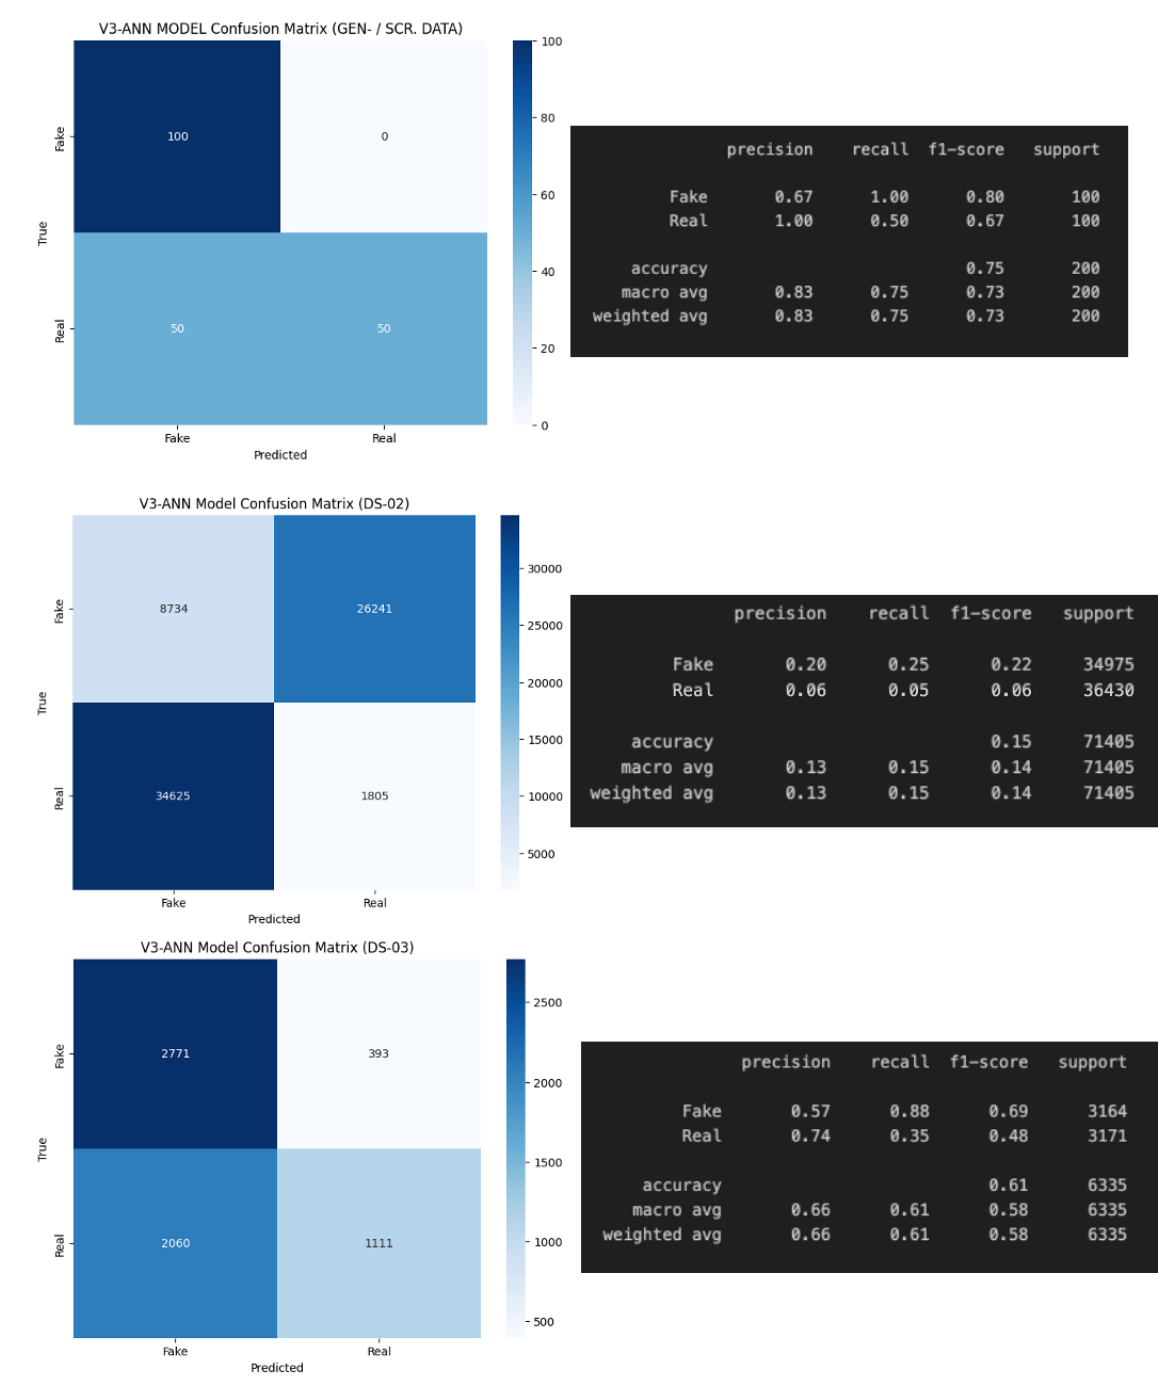 V3-ANN MODEL Confusion Matrix (GEN- / SCR. DATA)
100
80
60
40
20
0
True
Fake
Real
100 0
50 50
Fake Real
Predicted
precision recall f1-score support
Fake 0.67 1.00 0.80 100
Real 1.00 0.50 0.67 100
accuracy 0.75 200
macro avg 0.83 0.75 0.73 200
weighted avg 0.83 0.75 0.73 200
V3-ANN Model Confusion Matrix (DS-02)
30000
25000
20000
15000
10000
5000
True
Fake
Real
8734 26241
34625 1805
Fake Real
Predicted
precision recall f1-score support
Fake 0.20 0.25 0.22 34975
Real 0.06 0.05 0.06 36430
accuracy 0.15 71405
macro avg 0.13 0.15 0.14 71405
weighted avg 0.13 0.15 0.14 71405
V3-ANN Model Confusion Matrix (DS-03)
2500
2000
1500
1000
500
True
Fake
Real
2771 393
2060 1111
Fake Real
Predicted
precision recall f1-score support
Fake 0.57 0.88 0.69 3164
Real 0.74 0.35 0.48 3171
accuracy 0.61 6335
macro avg 0.66 0.61 0.58 6335
weighted avg 0.66 0.61 0.58 6335